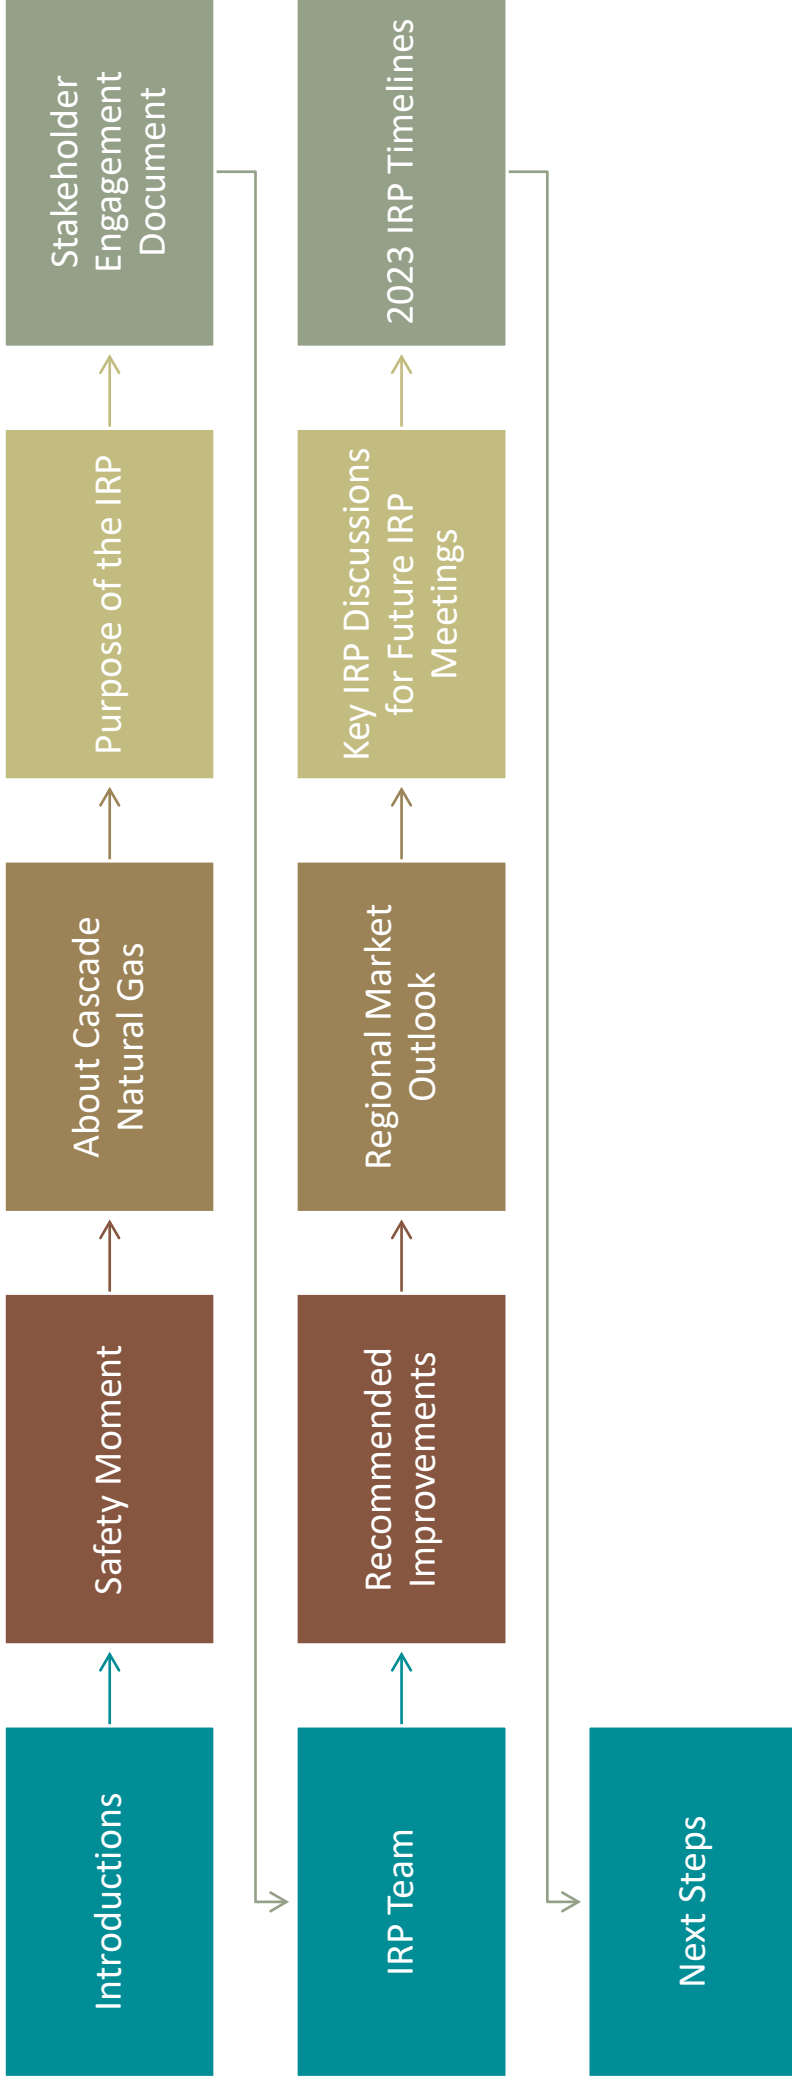 Introductions
Safety Moment
About Cascade
Natural Gas
Purpose of the IRP
Stakeholder
Engagement
Document
IRP Team
Recommended
Improvements
Regional Market
Outlook
Key IRP Discussions
for Future IRP
Meetings
2023 IRP Timelines
Next Steps